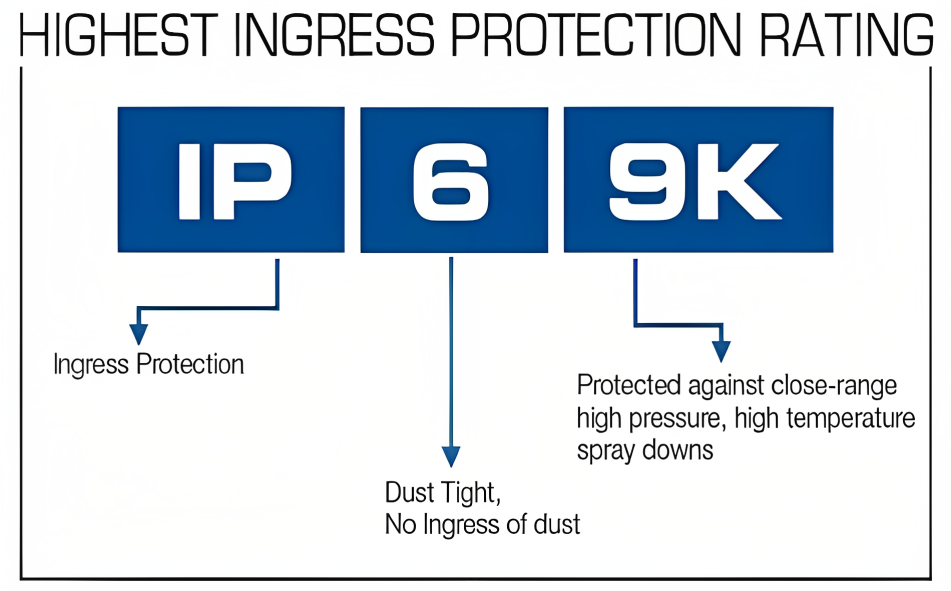 HIGHEST INGRESS PROTECTION RATING
IP 6 9K
Ingress Protection
Protected against close-range
high pressure, high temperature
spray downs
Dust Tight,
No Ingress of dust